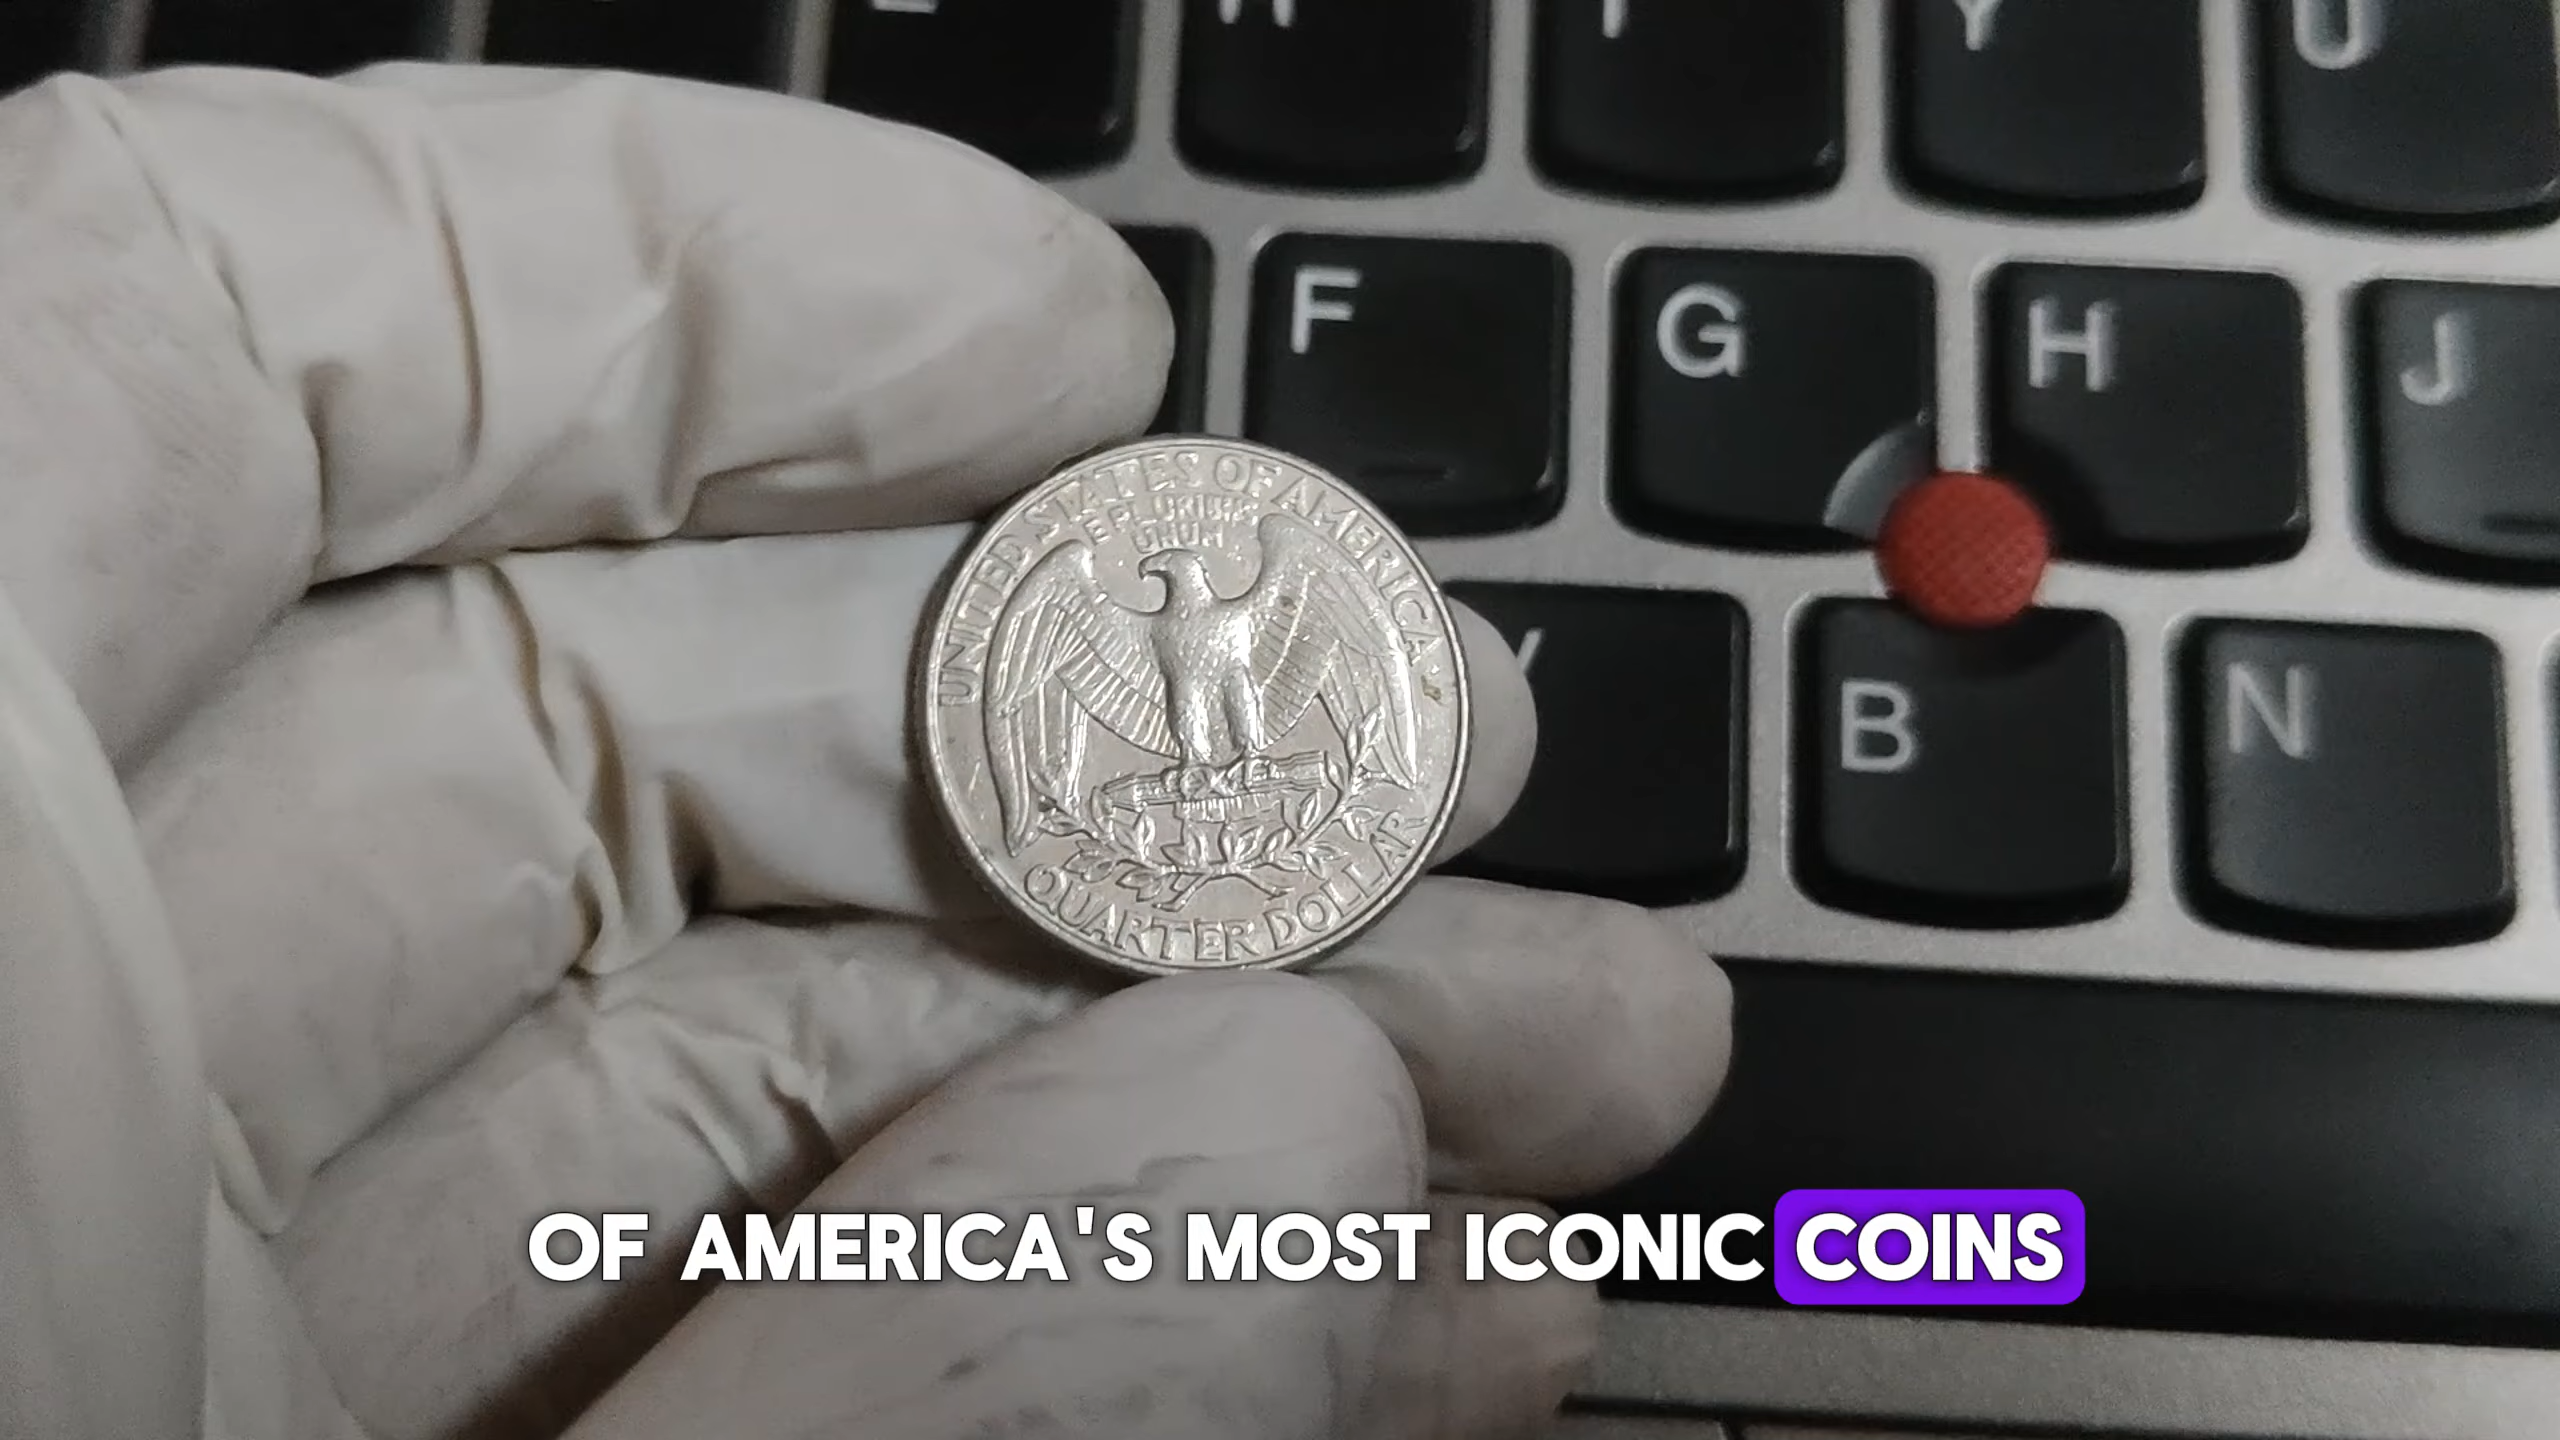 Y U
F G H J
UNITED STATES OF AMERICA
E PLURIBUS
UNUM
B N
QUARTER DOLLAR
OF AMERICA'S MOST ICONIC COINS